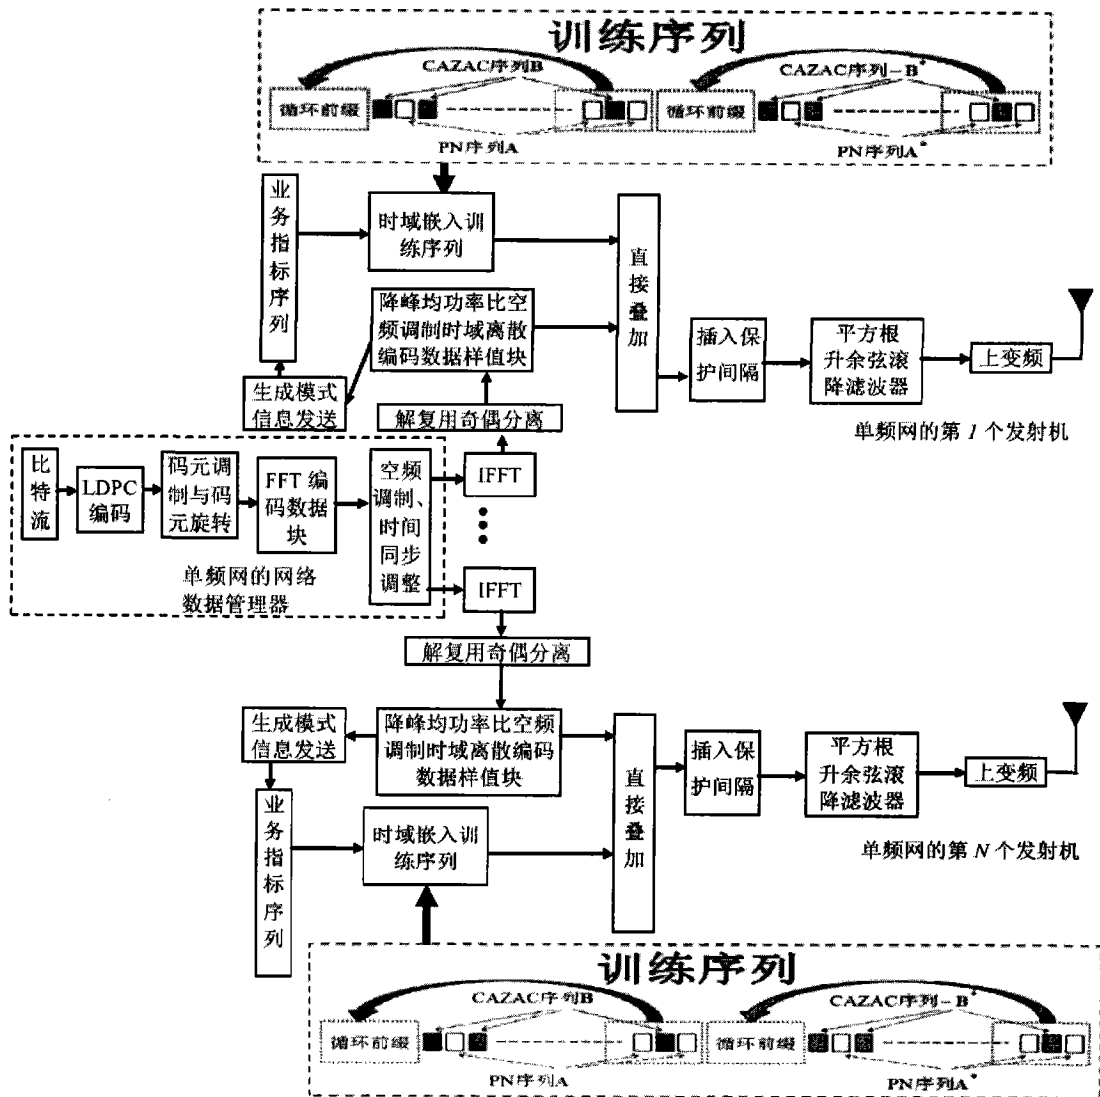 训练序列
CAZAC序列B
CAZAC序列-B*
循环前缀
循环前缀
PN序列A
PN序列A*
业务指标序列
时域嵌入训
练序列
直接叠加
降峰均功率比空
频调制时域离散
编码数据样值块
插入保
护间隔
平方根
升余弦滚
降滤波器
上变频
生成模式
信息发送
解复用奇偶分离
单频网的第 1 个发射机
比特流
LDPC
编码
码元调
制与码
元旋转
FFT 编
码数据
块
空频
调制、
时间
同步
调整
IFFT
单频网的网络
数据管理器
IFFT
解复用奇偶分离
生成模式
信息发送
降峰均功率比空频
调制时域离散编码
数据样值块
直接叠加
插入保
护间隔
平方根
升余弦滚
降滤波器
上变频
业务指标序列
时域嵌入训
练序列
单频网的第 N 个发射机
训练序列
CAZAC序列B
CAZAC序列-B*
循环前缀
循环前缀
PN序列A
PN序列A*